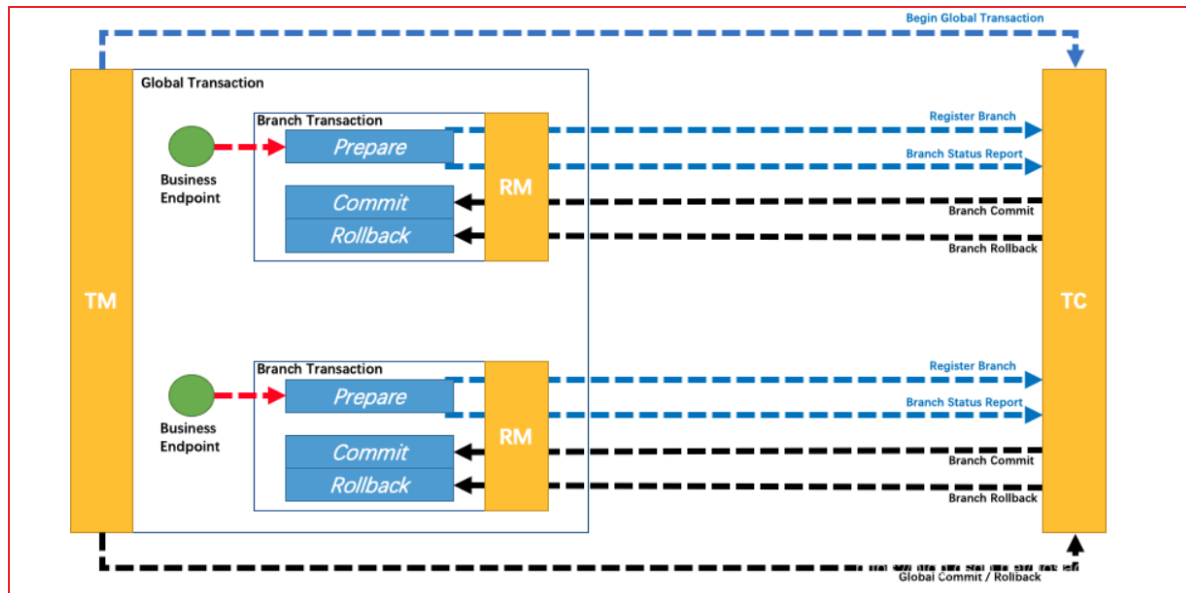 Begin Global Transaction
Global Transaction
Branch Transaction
Prepare
Commit
Rollback
RM
Business
Endpoint
Register Branch
Branch Status Report
Branch Commit
Branch Rollback
TM
TC
Branch Transaction
Prepare
Commit
Rollback
RM
Business
Endpoint
Register Branch
Branch Status Report
Branch Commit
Branch Rollback
Global Commit / Rollback